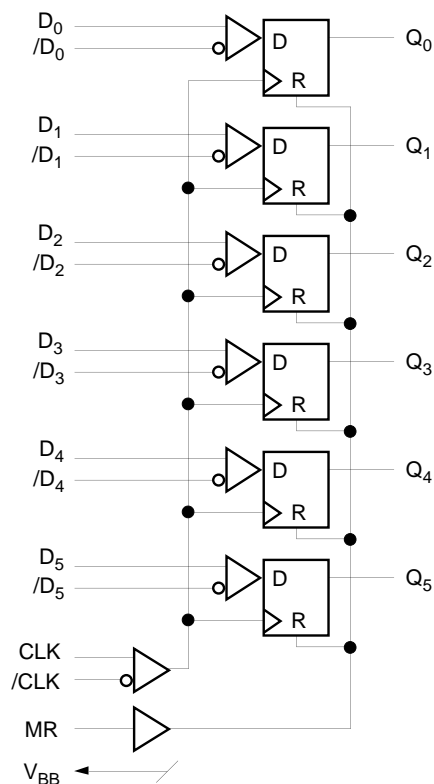 D0
/D0
D
R
Q0
D1
/D1
D
R
Q1
D2
/D2
D
R
Q2
D3
/D3
D
R
Q3
D4
/D4
D
R
Q4
D5
/D5
D
R
Q5
CLK
/CLK
MR
VBB